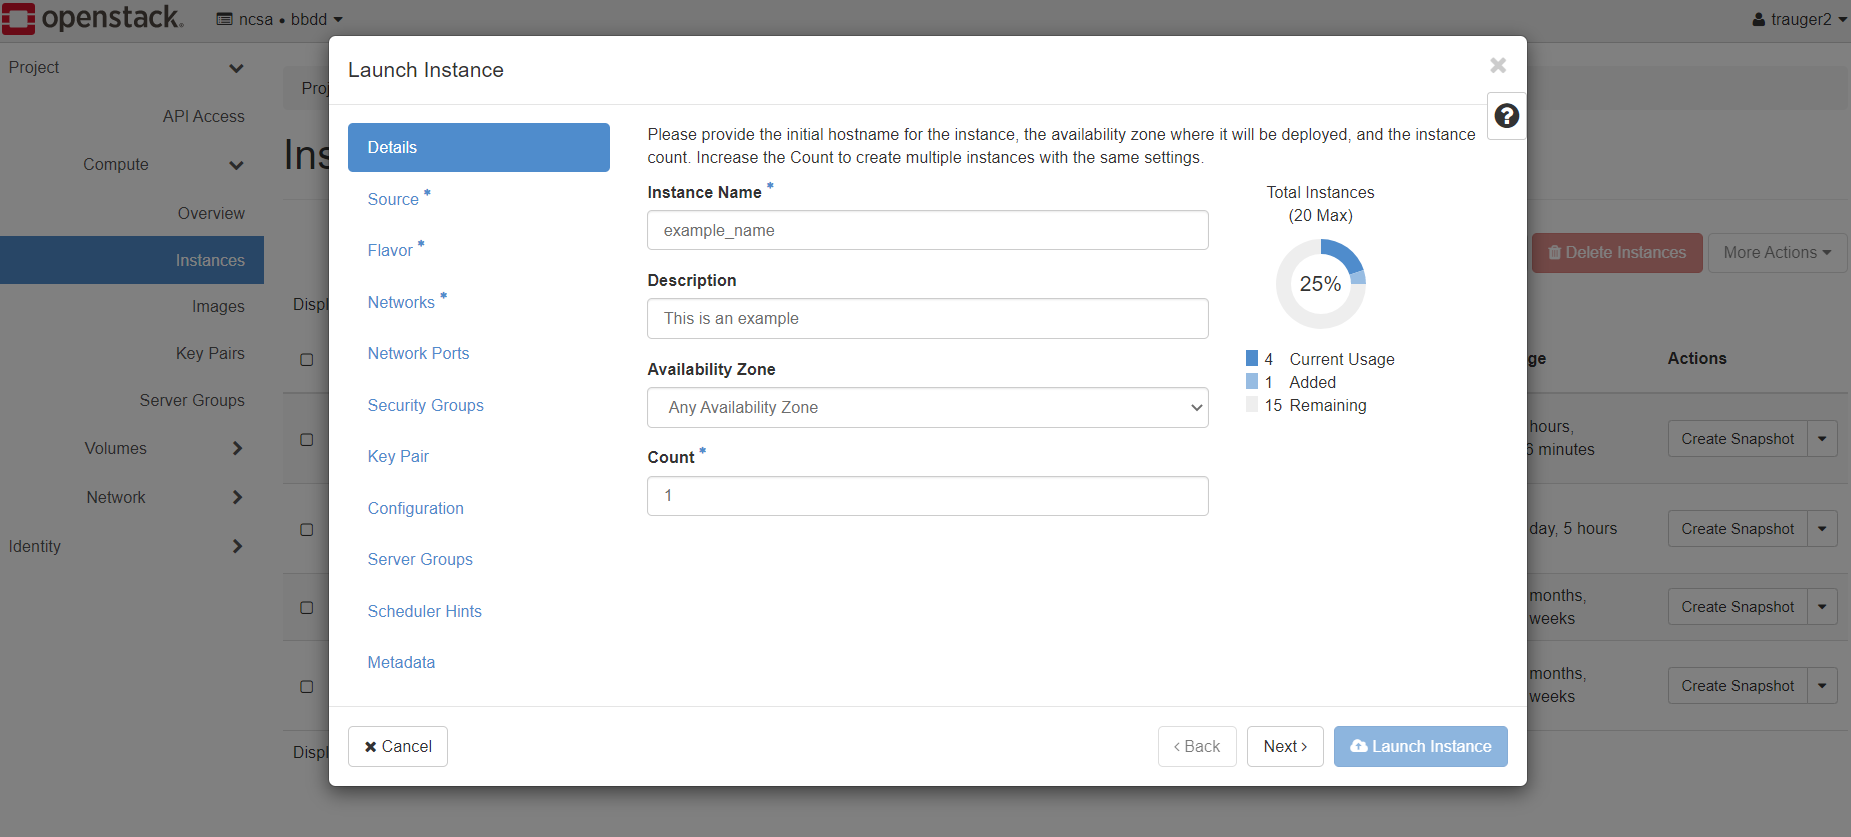 openstack.
ncsa • bbdd
trauger2
Project
API Access
Compute
Overview
Instances
Images
Key Pairs
Server Groups
Volumes
Network
Identity
Proj
Ins
Delete Instances
More Actions
Displ
ge
Actions
hours,
6 minutes
Create Snapshot
day, 5 hours
Create Snapshot
months,
weeks
Create Snapshot
months,
weeks
Create Snapshot
Displ
Launch Instance
Details
Source *
Flavor *
Networks *
Network Ports
Security Groups
Key Pair
Configuration
Server Groups
Scheduler Hints
Metadata
Please provide the initial hostname for the instance, the availability zone where it will be deployed, and the instance
count. Increase the Count to create multiple instances with the same settings.
Instance Name *
example_name
Description
This is an example
Availability Zone
Any Availability Zone
Count *
1
Total Instances
(20 Max)
25%
4 Current Usage
1 Added
15 Remaining
Cancel
‹ Back
Next ›
Launch Instance